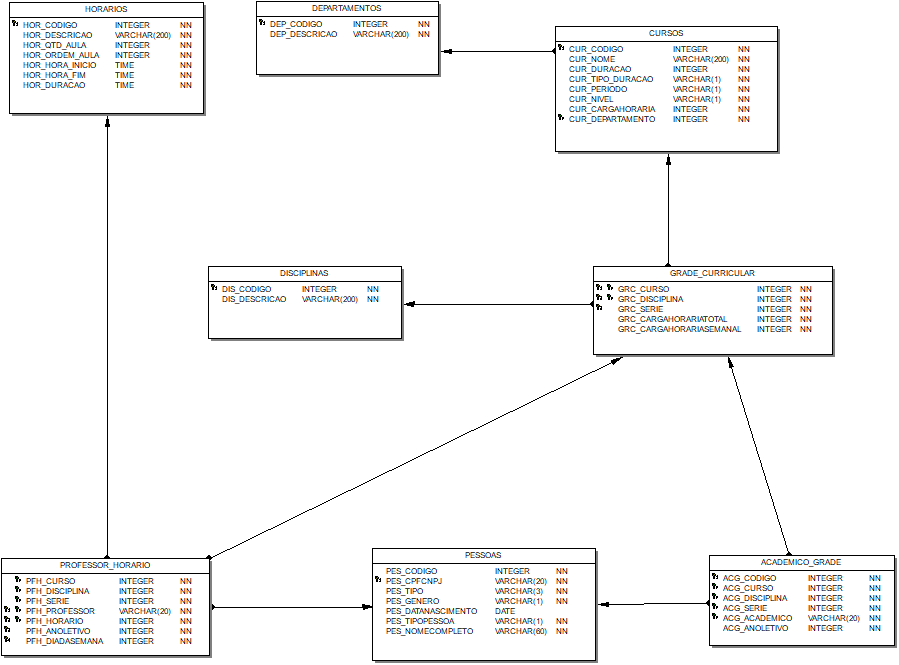 HORARIOS
HOR_CODIGO INTEGER NN
HOR_DESCRICAO VARCHAR(200) NN
HOR_QTD_AULA INTEGER NN
HOR_ORDEM_AULA INTEGER NN
HOR_HORA_INICIO TIME NN
HOR_HORA_FIM TIME NN
HOR_DURACAO TIME NN
DEPARTAMENTOS
DEP_CODIGO INTEGER NN
DEP_DESCRICAO VARCHAR(200) NN
CURSOS
CUR_CODIGO INTEGER NN
CUR_NOME VARCHAR(200) NN
CUR_DURACAO INTEGER NN
CUR_TIPO_DURACAO VARCHAR(1) NN
CUR_PERIODO VARCHAR(1) NN
CUR_NIVEL VARCHAR(1) NN
CUR_CARGAHORARIA INTEGER NN
CUR_DEPARTAMENTO INTEGER NN
DISCIPLINAS
DIS_CODIGO INTEGER NN
DIS_DESCRICAO VARCHAR(200) NN
GRADE_CURRICULAR
GRC_CURSO INTEGER NN
GRC_DISCIPLINA INTEGER NN
GRC_SERIE INTEGER NN
GRC_CARGAHORARIATOTAL INTEGER NN
GRC_CARGAHORARIASEMANAL INTEGER NN
PROFESSOR_HORARIO
PFH_CURSO INTEGER NN
PFH_DISCIPLINA INTEGER NN
PFH_SERIE INTEGER NN
PFH_PROFESSOR VARCHAR(20) NN
PFH_HORARIO INTEGER NN
PFH_ANOLETIVO INTEGER NN
PFH_DIADASEMANA INTEGER NN
PESSOAS
PES_CODIGO INTEGER NN
PES_CPFCNPJ VARCHAR(20) NN
PES_TIPO VARCHAR(3) NN
PES_GENERO VARCHAR(1) NN
PES_DATANASCIMENTO DATE
PES_TIPOPESSOA VARCHAR(1) NN
PES_NOMECOMPLETO VARCHAR(60) NN
ACADEMICO_GRADE
ACG_CODIGO INTEGER NN
ACG_CURSO INTEGER NN
ACG_DISCIPLINA INTEGER NN
ACG_SERIE INTEGER NN
ACG_ACADEMICO VARCHAR(20) NN
ACG_ANOLETIVO INTEGER NN